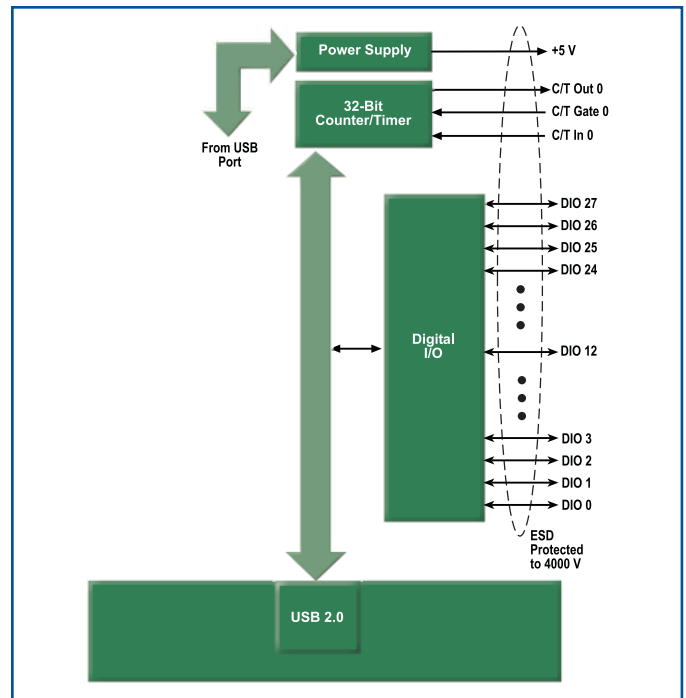 Power Supply
+5 V
32-Bit
Counter/Timer
C/T Out 0
C/T Gate 0
C/T In 0
From USB
Port
DIO 27
DIO 26
DIO 25
DIO 24
Digital
I/O
DIO 12
DIO 3
DIO 2
DIO 1
DIO 0
ESD
Protected
to 4000 V
USB 2.0